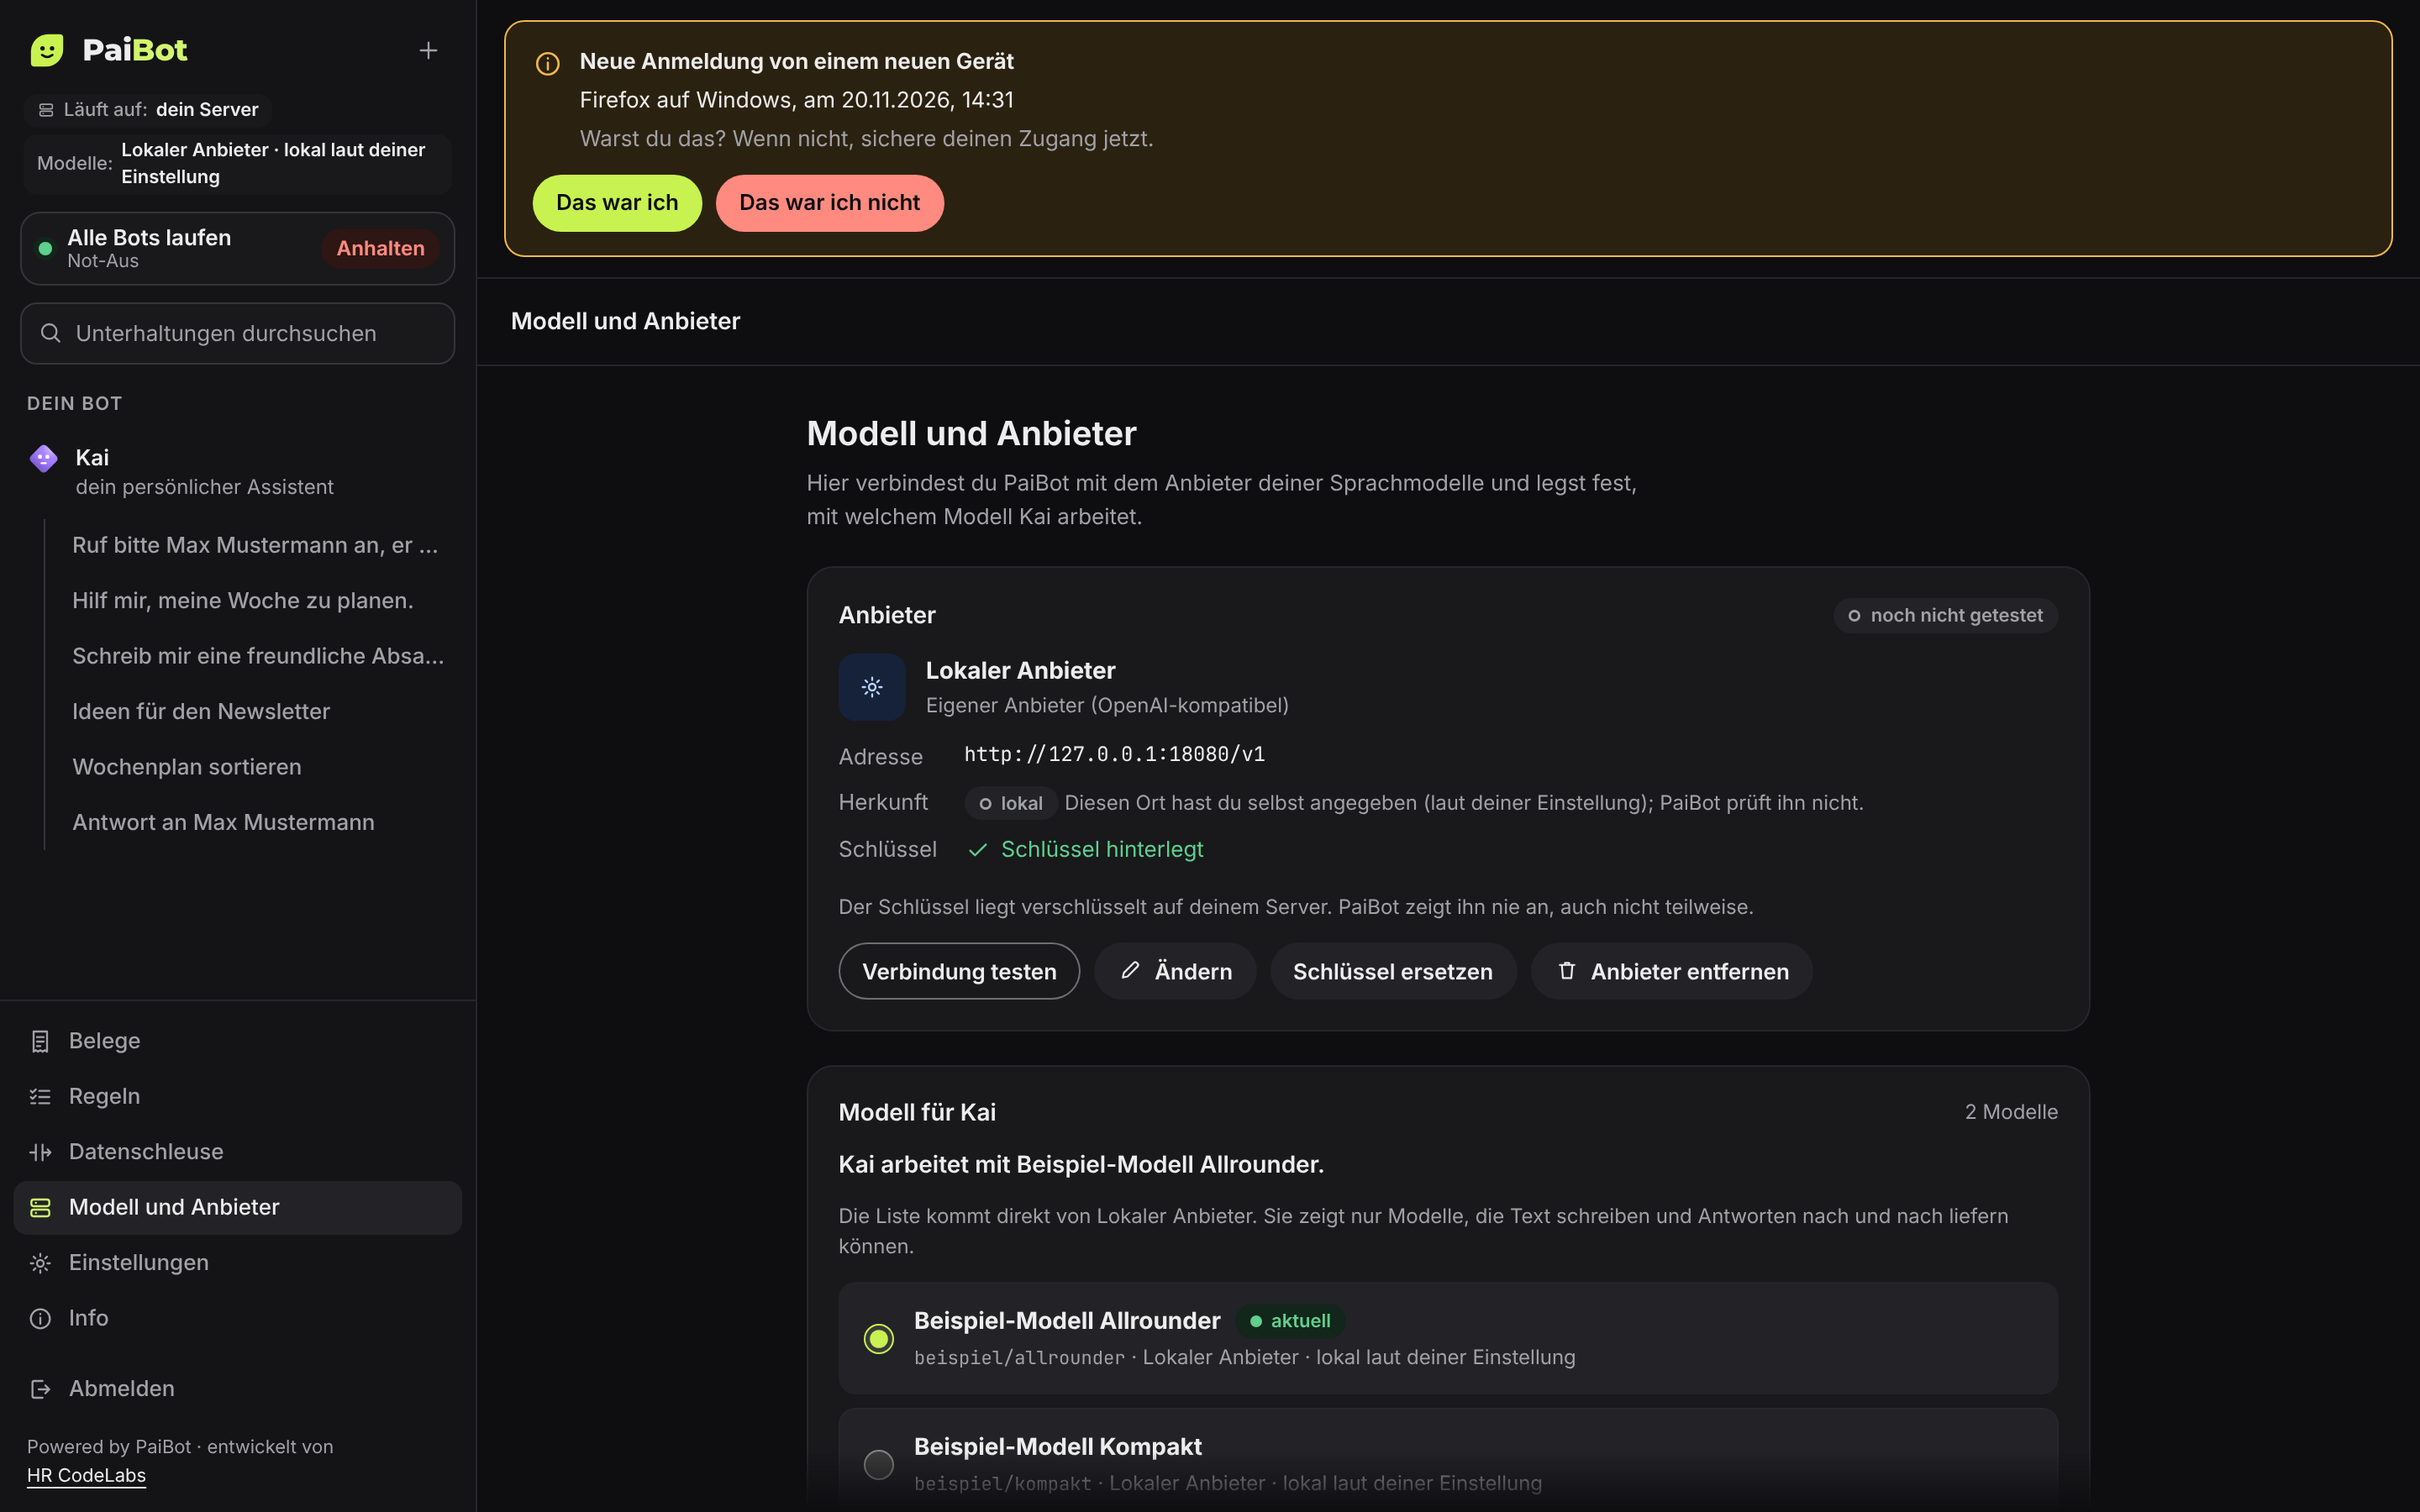 PaiBot
Läuft auf: dein Server
Modelle: Lokaler Anbieter · lokal laut deiner
Einstellung
Alle Bots laufen
Not-Aus
Anhalten
Unterhaltungen durchsuchen
DEIN BOT
Kai
dein persönlicher Assistent
Ruf bitte Max Mustermann an, er ...
Hilf mir, meine Woche zu planen.
Schreib mir eine freundliche Absa...
Ideen für den Newsletter
Wochenplan sortieren
Antwort an Max Mustermann
Belege
Regeln
Datenschleuse
Modell und Anbieter
Einstellungen
Info
Abmelden
Powered by PaiBot · entwickelt von
HR CodeLabs
Neue Anmeldung von einem neuen Gerät
Firefox auf Windows, am 20.11.2026, 14:31
Warst du das? Wenn nicht, sichere deinen Zugang jetzt.
Das war ich
Das war ich nicht
Modell und Anbieter
Modell und Anbieter
Hier verbindest du PaiBot mit dem Anbieter deiner Sprachmodelle und legst fest,
mit welchem Modell Kai arbeitet.
Anbieter
noch nicht getestet
Lokaler Anbieter
Eigener Anbieter (OpenAI-kompatibel)
Adresse http://127.0.0.1:18080/v1
Herkunft lokal Diesen Ort hast du selbst angegeben (laut deiner Einstellung); PaiBot prüft ihn nicht.
Schlüssel Schlüssel hinterlegt
Der Schlüssel liegt verschlüsselt auf deinem Server. PaiBot zeigt ihn nie an, auch nicht teilweise.
Verbindung testen
Ändern
Schlüssel ersetzen
Anbieter entfernen
Modell für Kai
2 Modelle
Kai arbeitet mit Beispiel-Modell Allrounder.
Die Liste kommt direkt von Lokaler Anbieter. Sie zeigt nur Modelle, die Text schreiben und Antworten nach und nach liefern
können.
Beispiel-Modell Allrounder aktuell
beispiel/allrounder · Lokaler Anbieter · lokal laut deiner Einstellung
Beispiel-Modell Kompakt
beispiel/kompakt · Lokaler Anbieter · lokal laut deiner Einstellung